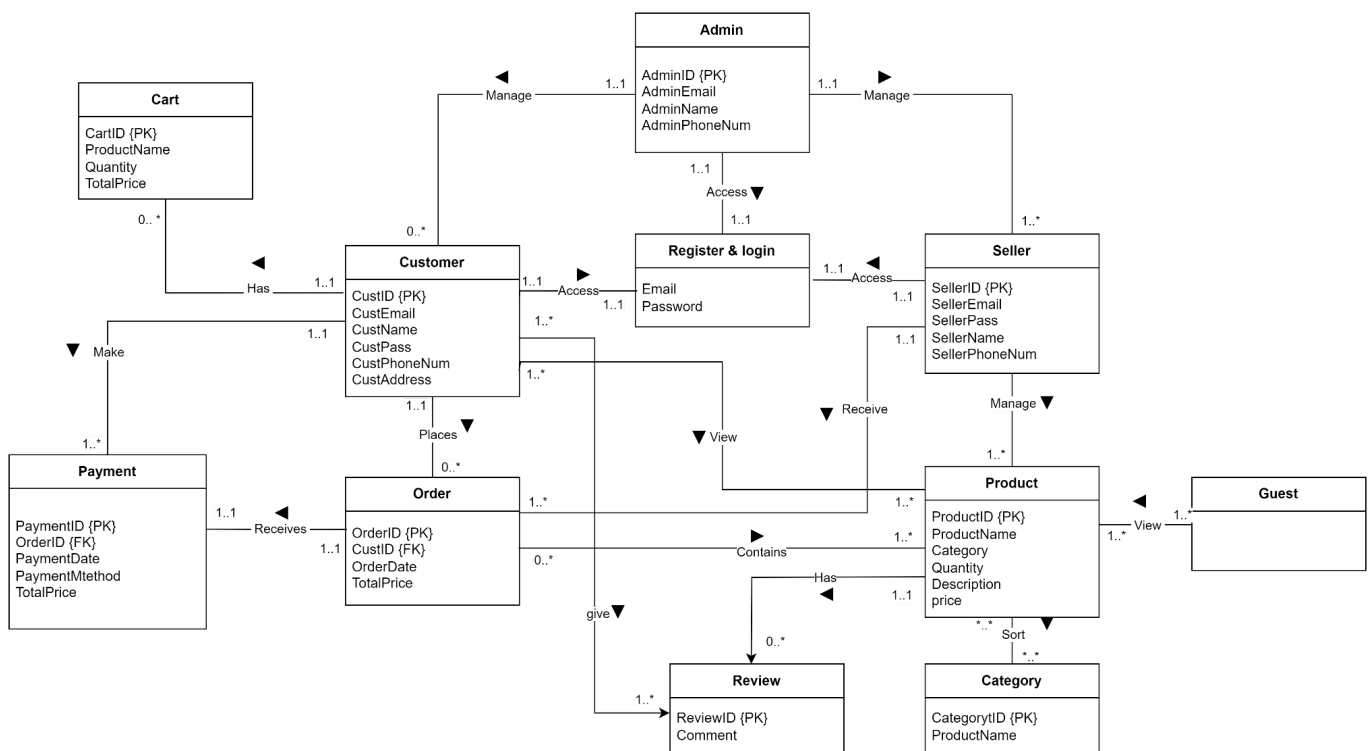 Admin
AdminID {PK}
AdminEmail
AdminName
AdminPhoneNum
1..1
Manage
1..1
Manage
Cart
CartID {PK}
ProductName
Quantity
TotalPrice
1..1
Access
0.. *
0..*
1..1
1..*
Customer
CustID {PK}
CustEmail
CustName
CustPass
CustPhoneNum
CustAddress
Register & login
Email
Password
Seller
SellerID {PK}
SellerEmail
SellerPass
SellerName
SellerPhoneNum
Has
1..1
1..1
Access
1..1
1..1
Access
1..1
1..1
Make
1..*
1..1
1..*
1..1
Places
Receive
Manage
View
1..*
0..*
1..*
Payment
PaymentID {PK}
OrderID {FK}
PaymentDate
PaymentMtethod
TotalPrice
Order
OrderID {PK}
CustID {FK}
OrderDate
TotalPrice
Product
ProductID {PK}
ProductName
Category
Quantity
Description
price
Guest
1..1
Receives
1..1
1..*
1..*
0..*
Contains
1..*
1..*
View
1..*
Has
1..1
give
0..*
*..*
Sort
*..*
1..*
Review
ReviewID {PK}
Comment
Category
CategorytID {PK}
ProductName